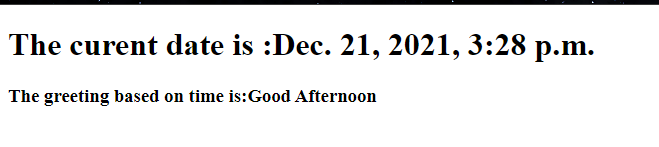 The curent date is :Dec. 21, 2021, 3:28 p.m.
The greeting based on time is:Good Afternoon